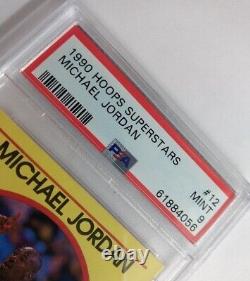 1990 HOOPS SUPERSTARS
MICHAEL JORDAN
#12
MINT
9
61884056
PSA
MICHAEL JORDAN